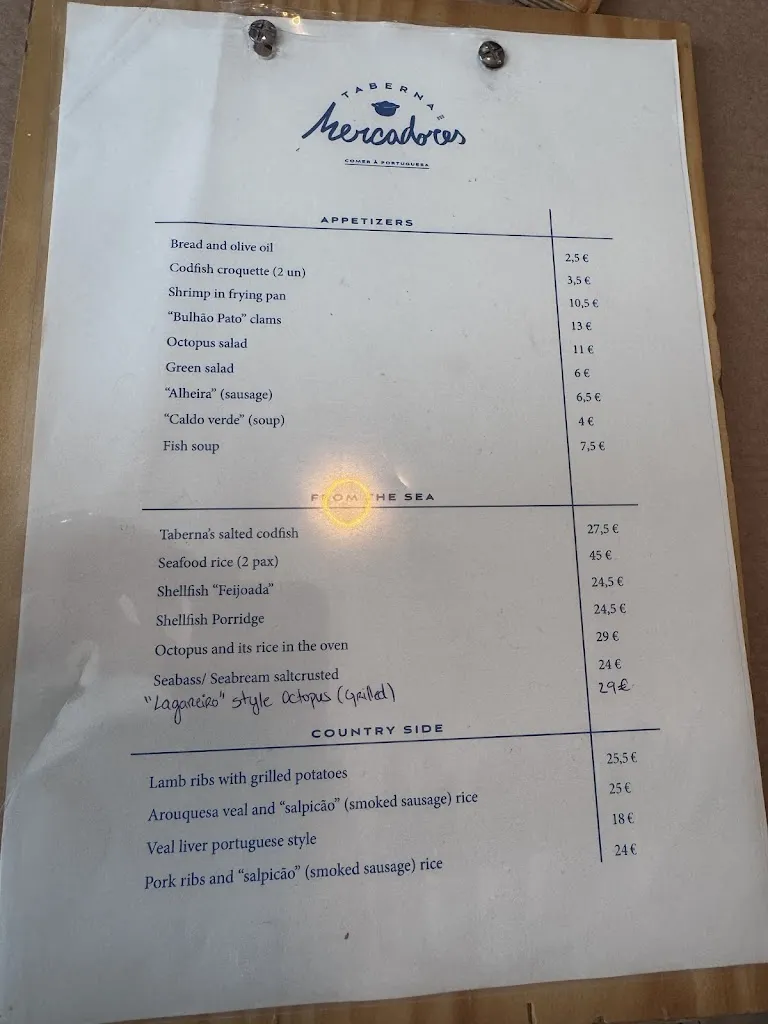 TABERNA
Mercadores
COMER À PORTUGUESA
APPETIZERS
Bread and olive oil 2,5 €
Codfish croquette (2 un) 3,5 €
Shrimp in frying pan 10,5 €
"Bulhão Pato" clams 13 €
Octopus salad 11 €
Green salad 6 €
"Alheira" (sausage) 6,5 €
"Caldo verde" (soup) 4 €
Fish soup 7,5 €
FROM THE SEA
Taberna's salted codfish 27,5 €
Seafood rice (2 pax) 45 €
Shellfish "Feijoada" 24,5 €
Shellfish Porridge 24,5 €
Octopus and its rice in the oven 29 €
Seabass/ Seabream saltcrusted 24 €
"Lagareiro" style Octopus (Grilled) 29€
COUNTRY SIDE
Lamb ribs with grilled potatoes 25,5 €
Arouquesa veal and "salpicão" (smoked sausage) rice 25 €
Veal liver portuguese style 18 €
Pork ribs and "salpicão" (smoked sausage) rice 24 €